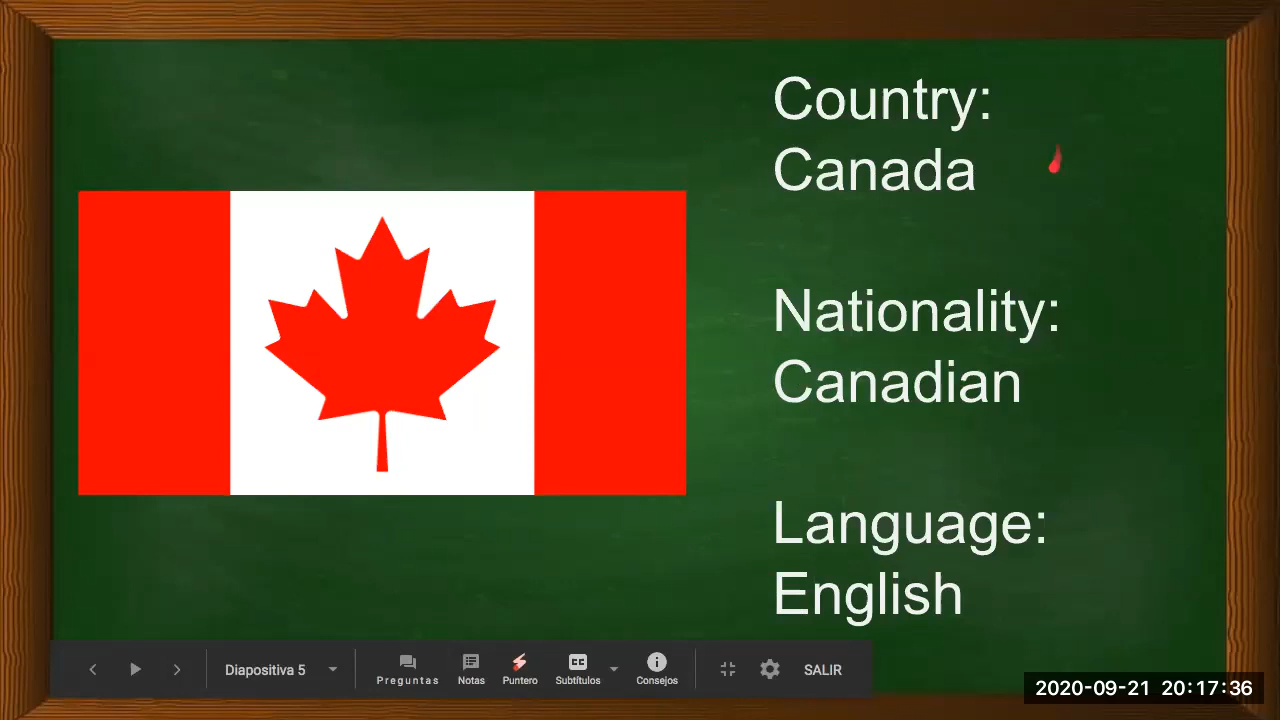 Country:
Canada
Nationality:
Canadian
Language:
English
Diapositiva 5
Preguntas
Notas
Puntero
CC
Subtítulos
Consejos
SALIR
2020-09-21 20:17:36